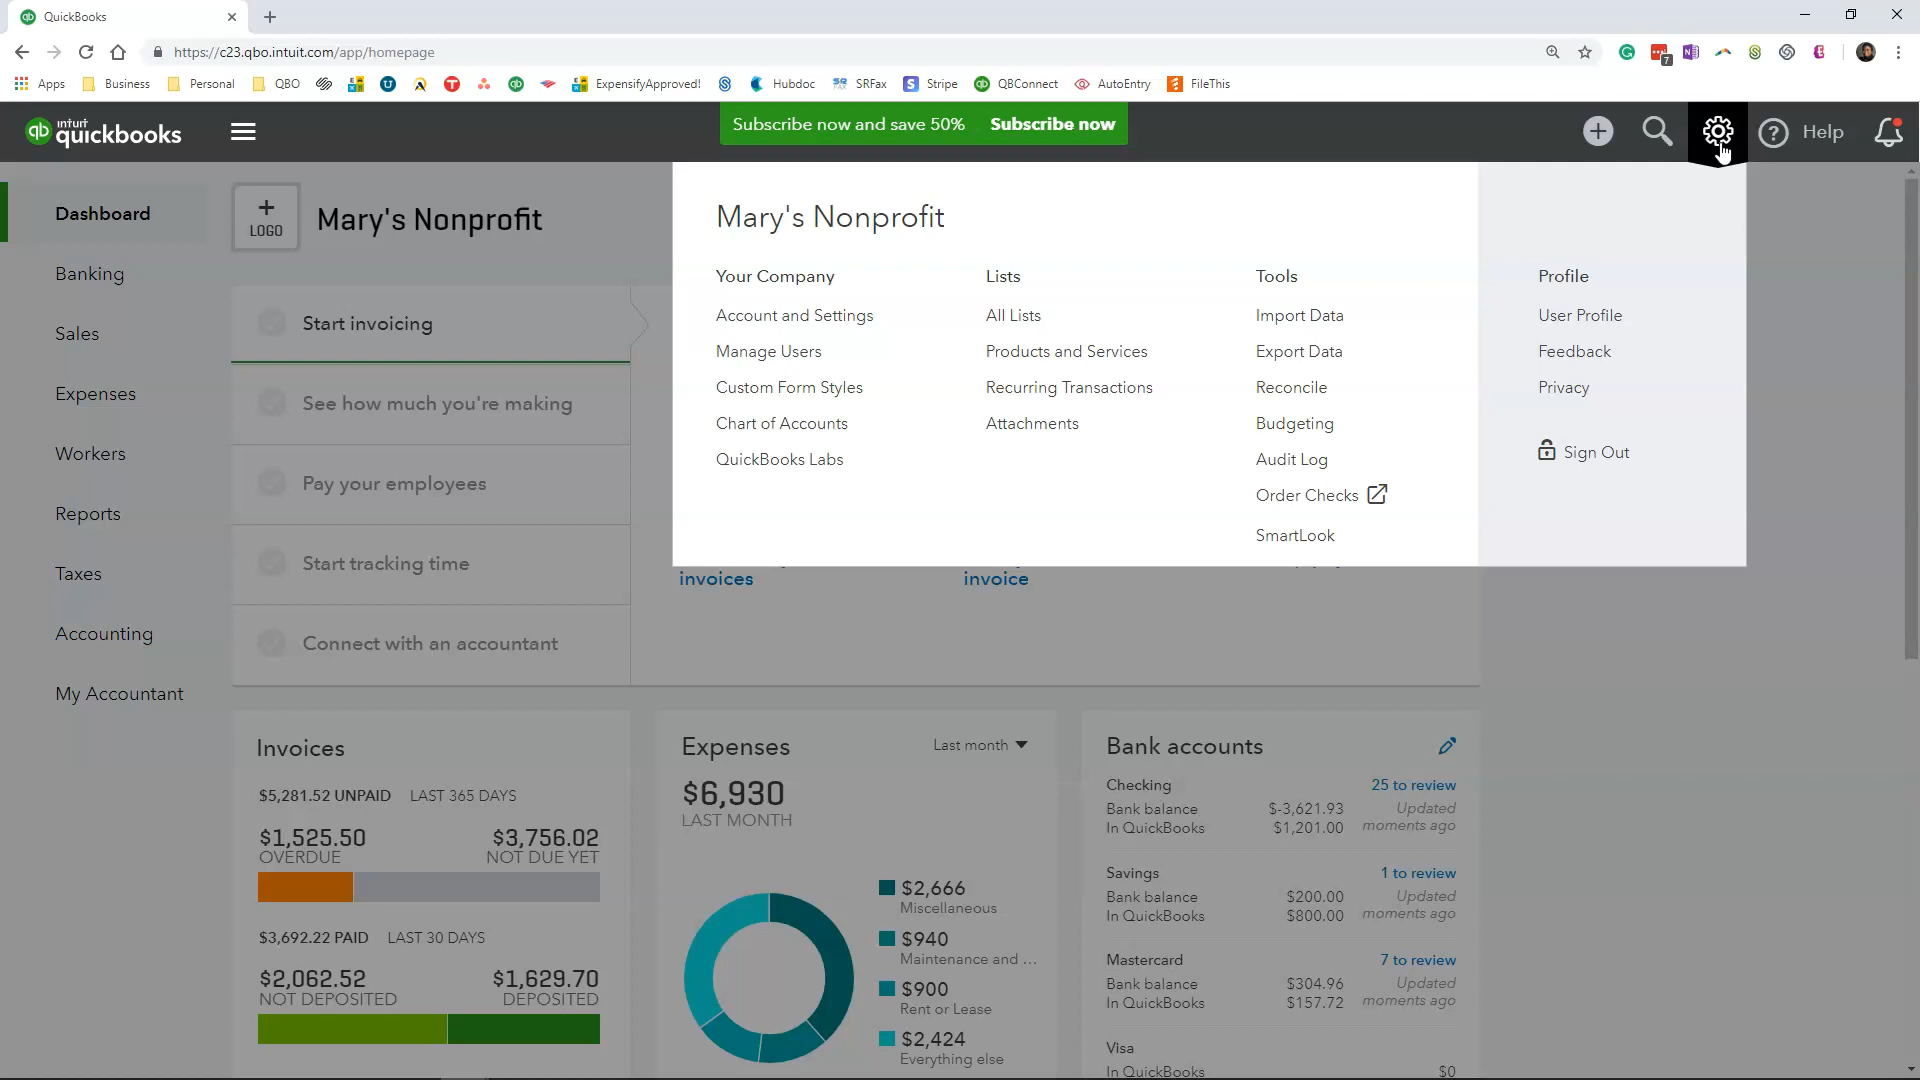 QuickBooks
https://c23.qbo.intuit.com/app/homepage
7
Apps Business Personal QBO ExpensifyApproved! Hubdoc SRFax Stripe QBConnect AutoEntry FileThis
intuit quickbooks
Subscribe now and save 50% Subscribe now
Help
Dashboard
Banking
Sales
Expenses
Workers
Reports
Taxes
Accounting
My Accountant
+ LOGO
Mary's Nonprofit
Start invoicing
See how much you're making
Pay your employees
Start tracking time
Connect with an accountant
Mary's Nonprofit
Your Company
Account and Settings
Manage Users
Custom Form Styles
Chart of Accounts
QuickBooks Labs
Lists
All Lists
Products and Services
Recurring Transactions
Attachments
Tools
Import Data
Export Data
Reconcile
Budgeting
Audit Log
Order Checks
SmartLook
Profile
User Profile
Feedback
Privacy
Sign Out
invoices
invoice
Invoices
$5,281.52 UNPAID LAST 365 DAYS
$1,525.50 $3,756.02
OVERDUE NOT DUE YET
$3,692.22 PAID LAST 30 DAYS
$2,062.52 $1,629.70
NOT DEPOSITED DEPOSITED
Expenses
Last month
$6,930
LAST MONTH
$2,666
Miscellaneous
$940
Maintenance and ...
$900
Rent or Lease
$2,424
Everything else
Bank accounts
Checking 25 to review
Bank balance $-3,621.93 Updated
In QuickBooks $1,201.00 moments ago
Savings 1 to review
Bank balance $200.00 Updated
In QuickBooks $800.00 moments ago
Mastercard 7 to review
Bank balance $304.96 Updated
In QuickBooks $157.72 moments ago
Visa
In QuickBooks $0